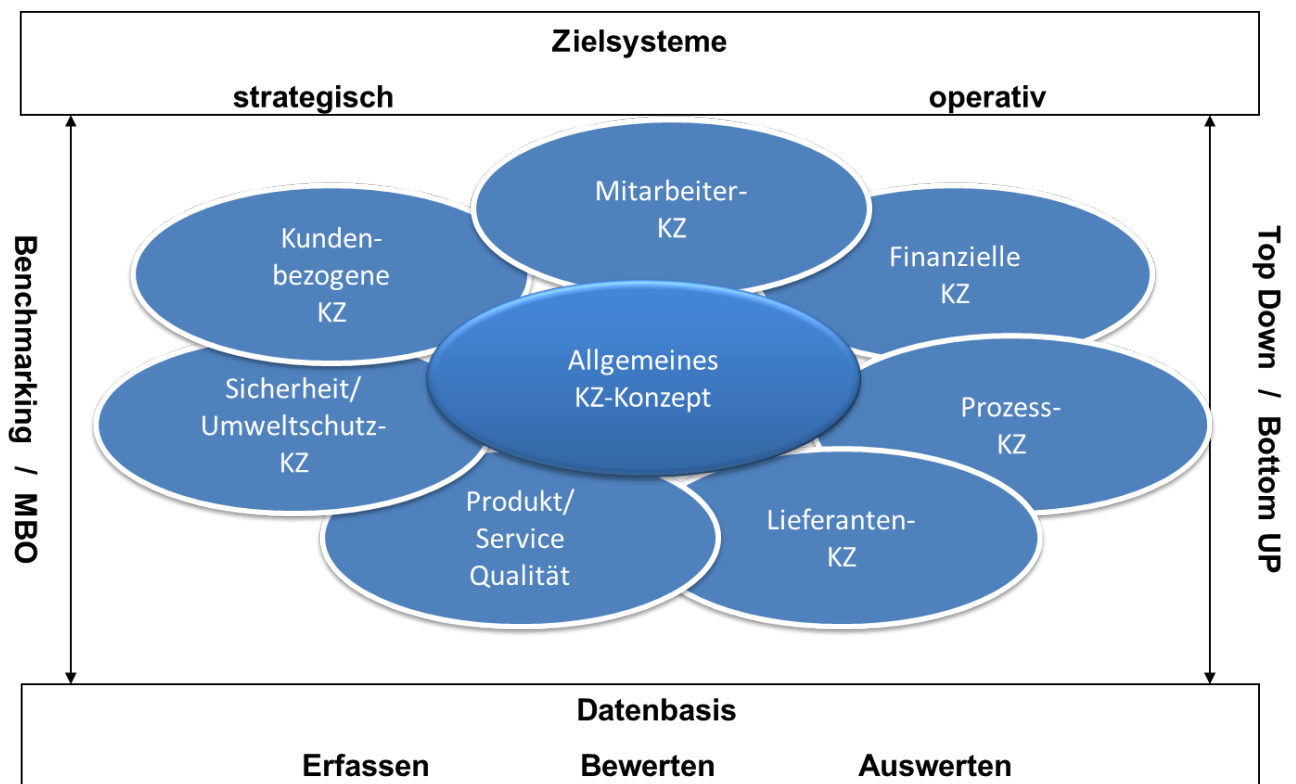 Zielsysteme
strategisch operativ
Mitarbeiter-
KZ
Kunden-
bezogene
KZ
Finanzielle
KZ
Allgemeines
KZ-Konzept
Sicherheit/
Umweltschutz-
KZ
Prozess-
KZ
Produkt/
Service
Qualität
Lieferanten-
KZ
Benchmarking / MBO
Top Down / Bottom UP
Datenbasis
Erfassen Bewerten Auswerten